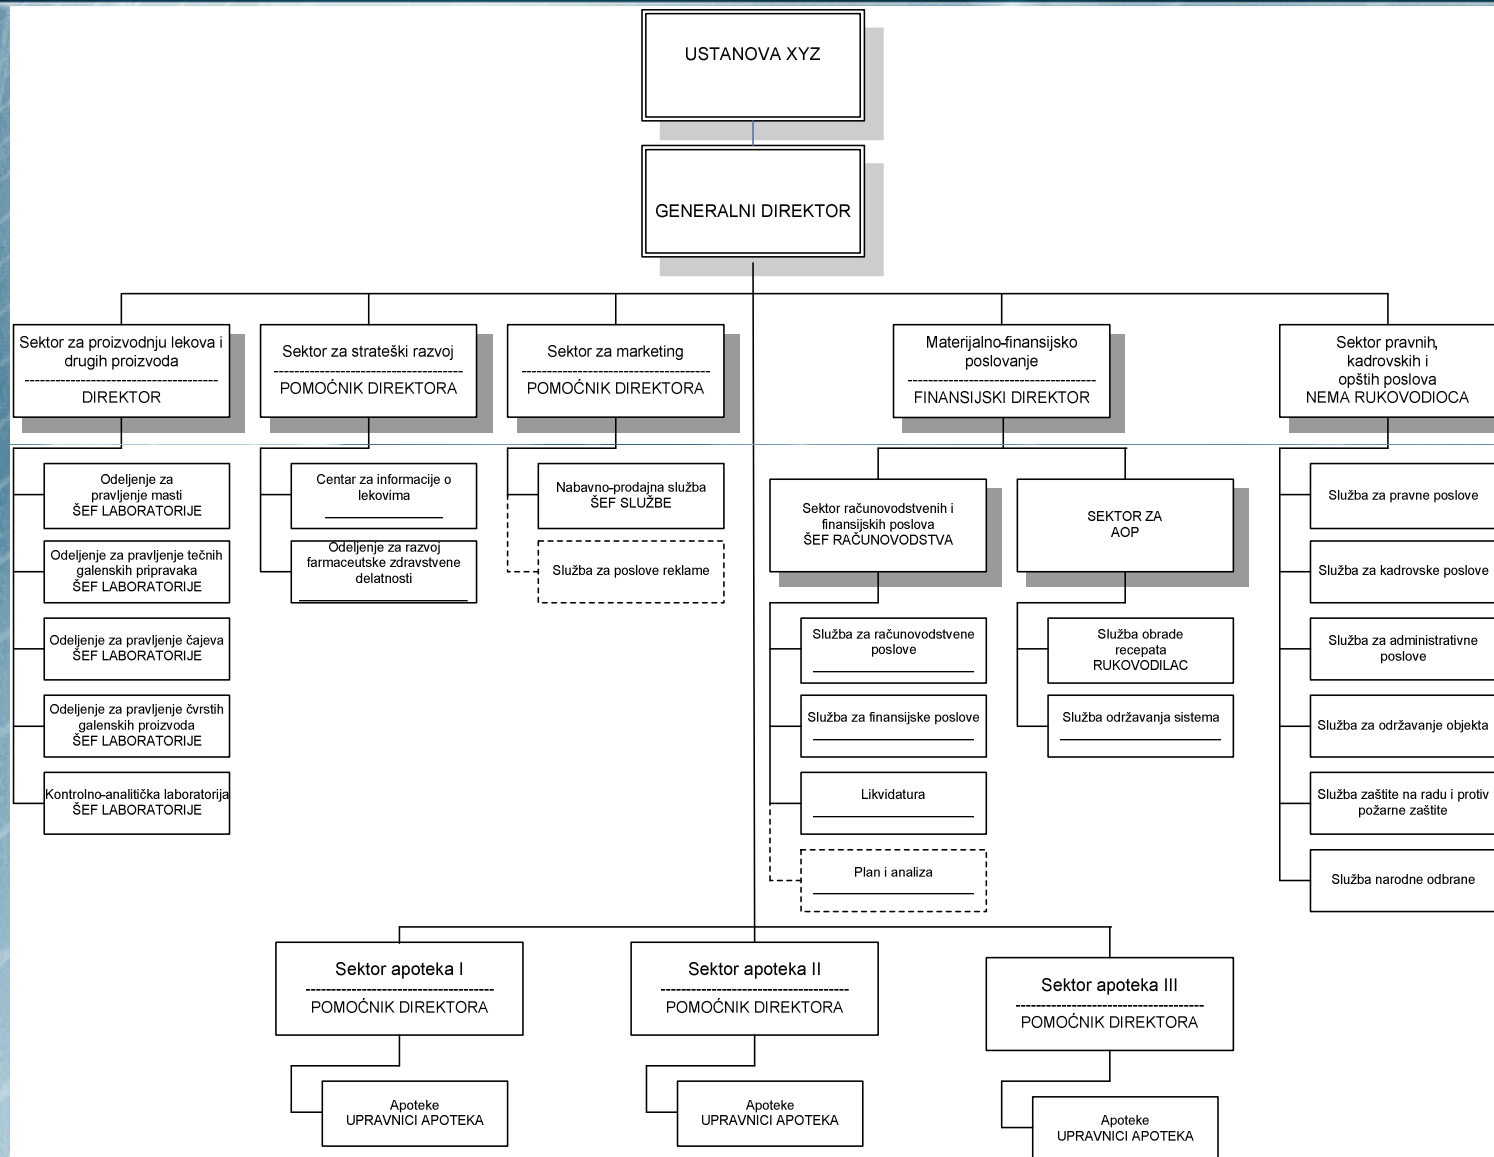 USTANOVA XYZ
GENERALNI DIREKTOR
Sektor za proizvodnju lekova i
drugih proizvoda
DIREKTOR
Sektor za strateški razvoj
POMOĆNIK DIREKTORA
Sektor za marketing
POMOĆNIK DIREKTORA
Materijalno-finansijsko
poslovanje
FINANSIJSKI DIREKTOR
Sektor pravnih,
kadrovskih i
opštih poslova
NEMA RUKOVODIOCA
Odeljenje za
pravljenje masti
ŠEF LABORATORIJE
Odeljenje za pravljenje tečnih
galenskih pripravaka
ŠEF LABORATORIJE
Odeljenje za pravljenje čajeva
ŠEF LABORATORIJE
Odeljenje za pravljenje čvrstih
galenskih proizvoda
ŠEF LABORATORIJE
Kontrolno-analitička laboratorija
ŠEF LABORATORIJE
Centar za informacije o
lekovima
Odeljenje za razvoj
farmaceutske zdravstvene
delatnosti
Nabavno-prodajna služba
ŠEF SLUŽBE
Služba za poslove reklame
Sektor računovodstvenih i
finansijskih poslova
ŠEF RAČUNOVODSTVA
SEKTOR ZA
AOP
Služba za računovodstvene
poslove
Služba za finansijske poslove
Likvidatura
Plan i analiza
Služba obrade
recepata
RUKOVODILAC
Služba održavanja sistema
Služba za pravne poslove
Služba za kadrovske poslove
Služba za administrativne
poslove
Služba za održavanje objekta
Služba zaštite na radu i protiv
požarne zaštite
Služba narodne odbrane
Sektor apoteka I
POMOĆNIK DIREKTORA
Sektor apoteka II
POMOĆNIK DIREKTORA
Sektor apoteka III
POMOĆNIK DIREKTORA
Apoteke
UPRAVNICI APOTEKA
Apoteke
UPRAVNICI APOTEKA
Apoteke
UPRAVNICI APOTEKA